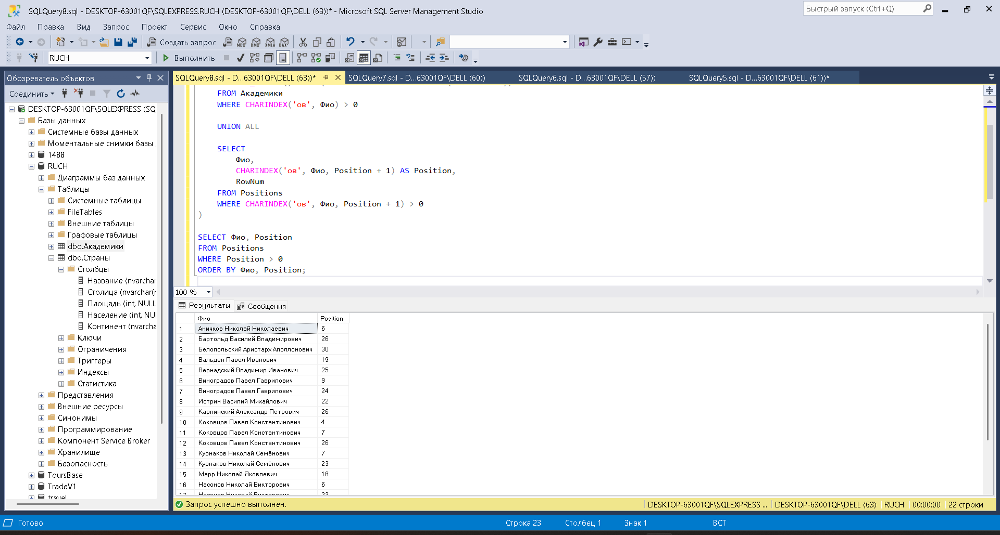 SQLQuery8.sql - DESKTOP-63001QF\SQLEXPRESS.RUCH (DESKTOP-63001QF\DELL (63))* - Microsoft SQL Server Management Studio
Быстрый запуск (Ctrl+Q)
Файл Правка Вид Запрос Проект Сервис Окно Справка
Создать запрос MDX DMX XMLA DAX
RUCH Выполнить
Обозреватель объектов
Соединить
DESKTOP-63001QF\SQLEXPRESS (SQ
Базы данных
Системные базы данных
Моментальные снимки базы
1488
RUCH
Диаграммы баз данных
Таблицы
Системные таблицы
FileTables
Внешние таблицы
Графовые таблицы
dbo.Академики
dbo.Страны
Столбцы
Название (nvarchar
Столица (nvarchar(r
Площадь (int, NULL
Население (int, NUI
Континент (nvarcha
Ключи
Ограничения
Триггеры
Индексы
Статистика
Представления
Внешние ресурсы
Синонимы
Программирование
Компонент Service Broker
Хранилище
Безопасность
ToursBase
TradeV1
travel
SQLQuery8.sql - D...63001QF\DELL (63))* SQLQuery7.sql - D...63001QF\DELL (60)) SQLQuery6.sql - D...63001QF\DELL (57)) SQLQuery5.sql - D...63001QF\DELL (61))*
FROM Академики
WHERE CHARINDEX('ов', Фио) > 0
UNION ALL
SELECT
Фио,
CHARINDEX('ов', Фио, Position + 1) AS Position,
RowNum
FROM Positions
WHERE CHARINDEX('ов', Фио, Position + 1) > 0
)
SELECT Фио, Position
FROM Positions
WHERE Position > 0
ORDER BY Фио, Position;
100 %
Результаты Сообщения
Фио Position
1 Аничков Николай Николаевич 6
2 Бартольд Василий Владимирович 26
3 Белопольский Аристарх Аполлонович 30
4 Вальден Павел Иванович 19
5 Вернадский Владимир Иванович 25
6 Виноградов Павел Гаврилович 9
7 Виноградов Павел Гаврилович 24
8 Истрин Василий Михайлович 22
9 Карпинский Александр Петрович 26
10 Коковцов Павел Константинович 4
11 Коковцов Павел Константинович 7
12 Коковцов Павел Константинович 26
13 Курнаков Николай Семёнович 7
14 Курнаков Николай Семёнович 23
15 Марр Николай Яковлевич 16
16 Насонов Николай Викторович 6
17 Насонов Николай Викторович 23
Запрос успешно выполнен. DESKTOP-63001QF\SQLEXPRESS ... DESKTOP-63001QF\DELL (63) RUCH 00:00:00 22 строки
Готово Строка 23 Столбец 1 Знак 1 ВСТ